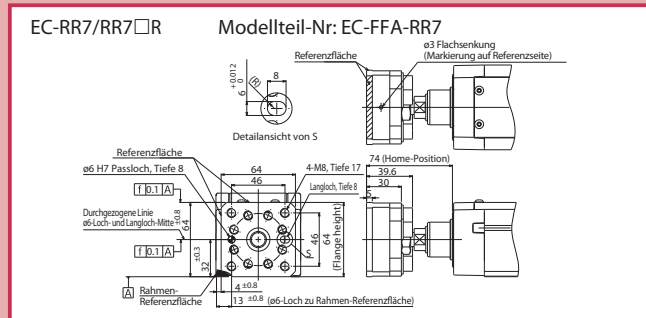 EC-RR7/RR7□R Modellteil-Nr: EC-FFA-RR7
ø3 Flachsenkung
(Markierung auf Referenzseite)
Referenzfläche
8
+0.012
0
6
(R)
Detailansicht von S
Referenzfläche
ø6 H7 Passloch, Tiefe 8
64
46
4-M8, Tiefe 17
Langloch, Tiefe 8
74 (Home-Position)
39.6
30
5
f 0.1 A
Durchgezogene Linie
ø6-Loch- und Langloch-Mitte
64 ±0.8
f 0.1 A
32 ±0.3
S
46
64
(Flange height)
A
Rahmen-
Referenzfläche
4 ±0.8
13 ±0.8 (ø6-Loch zu Rahmen-Referenzfläche)